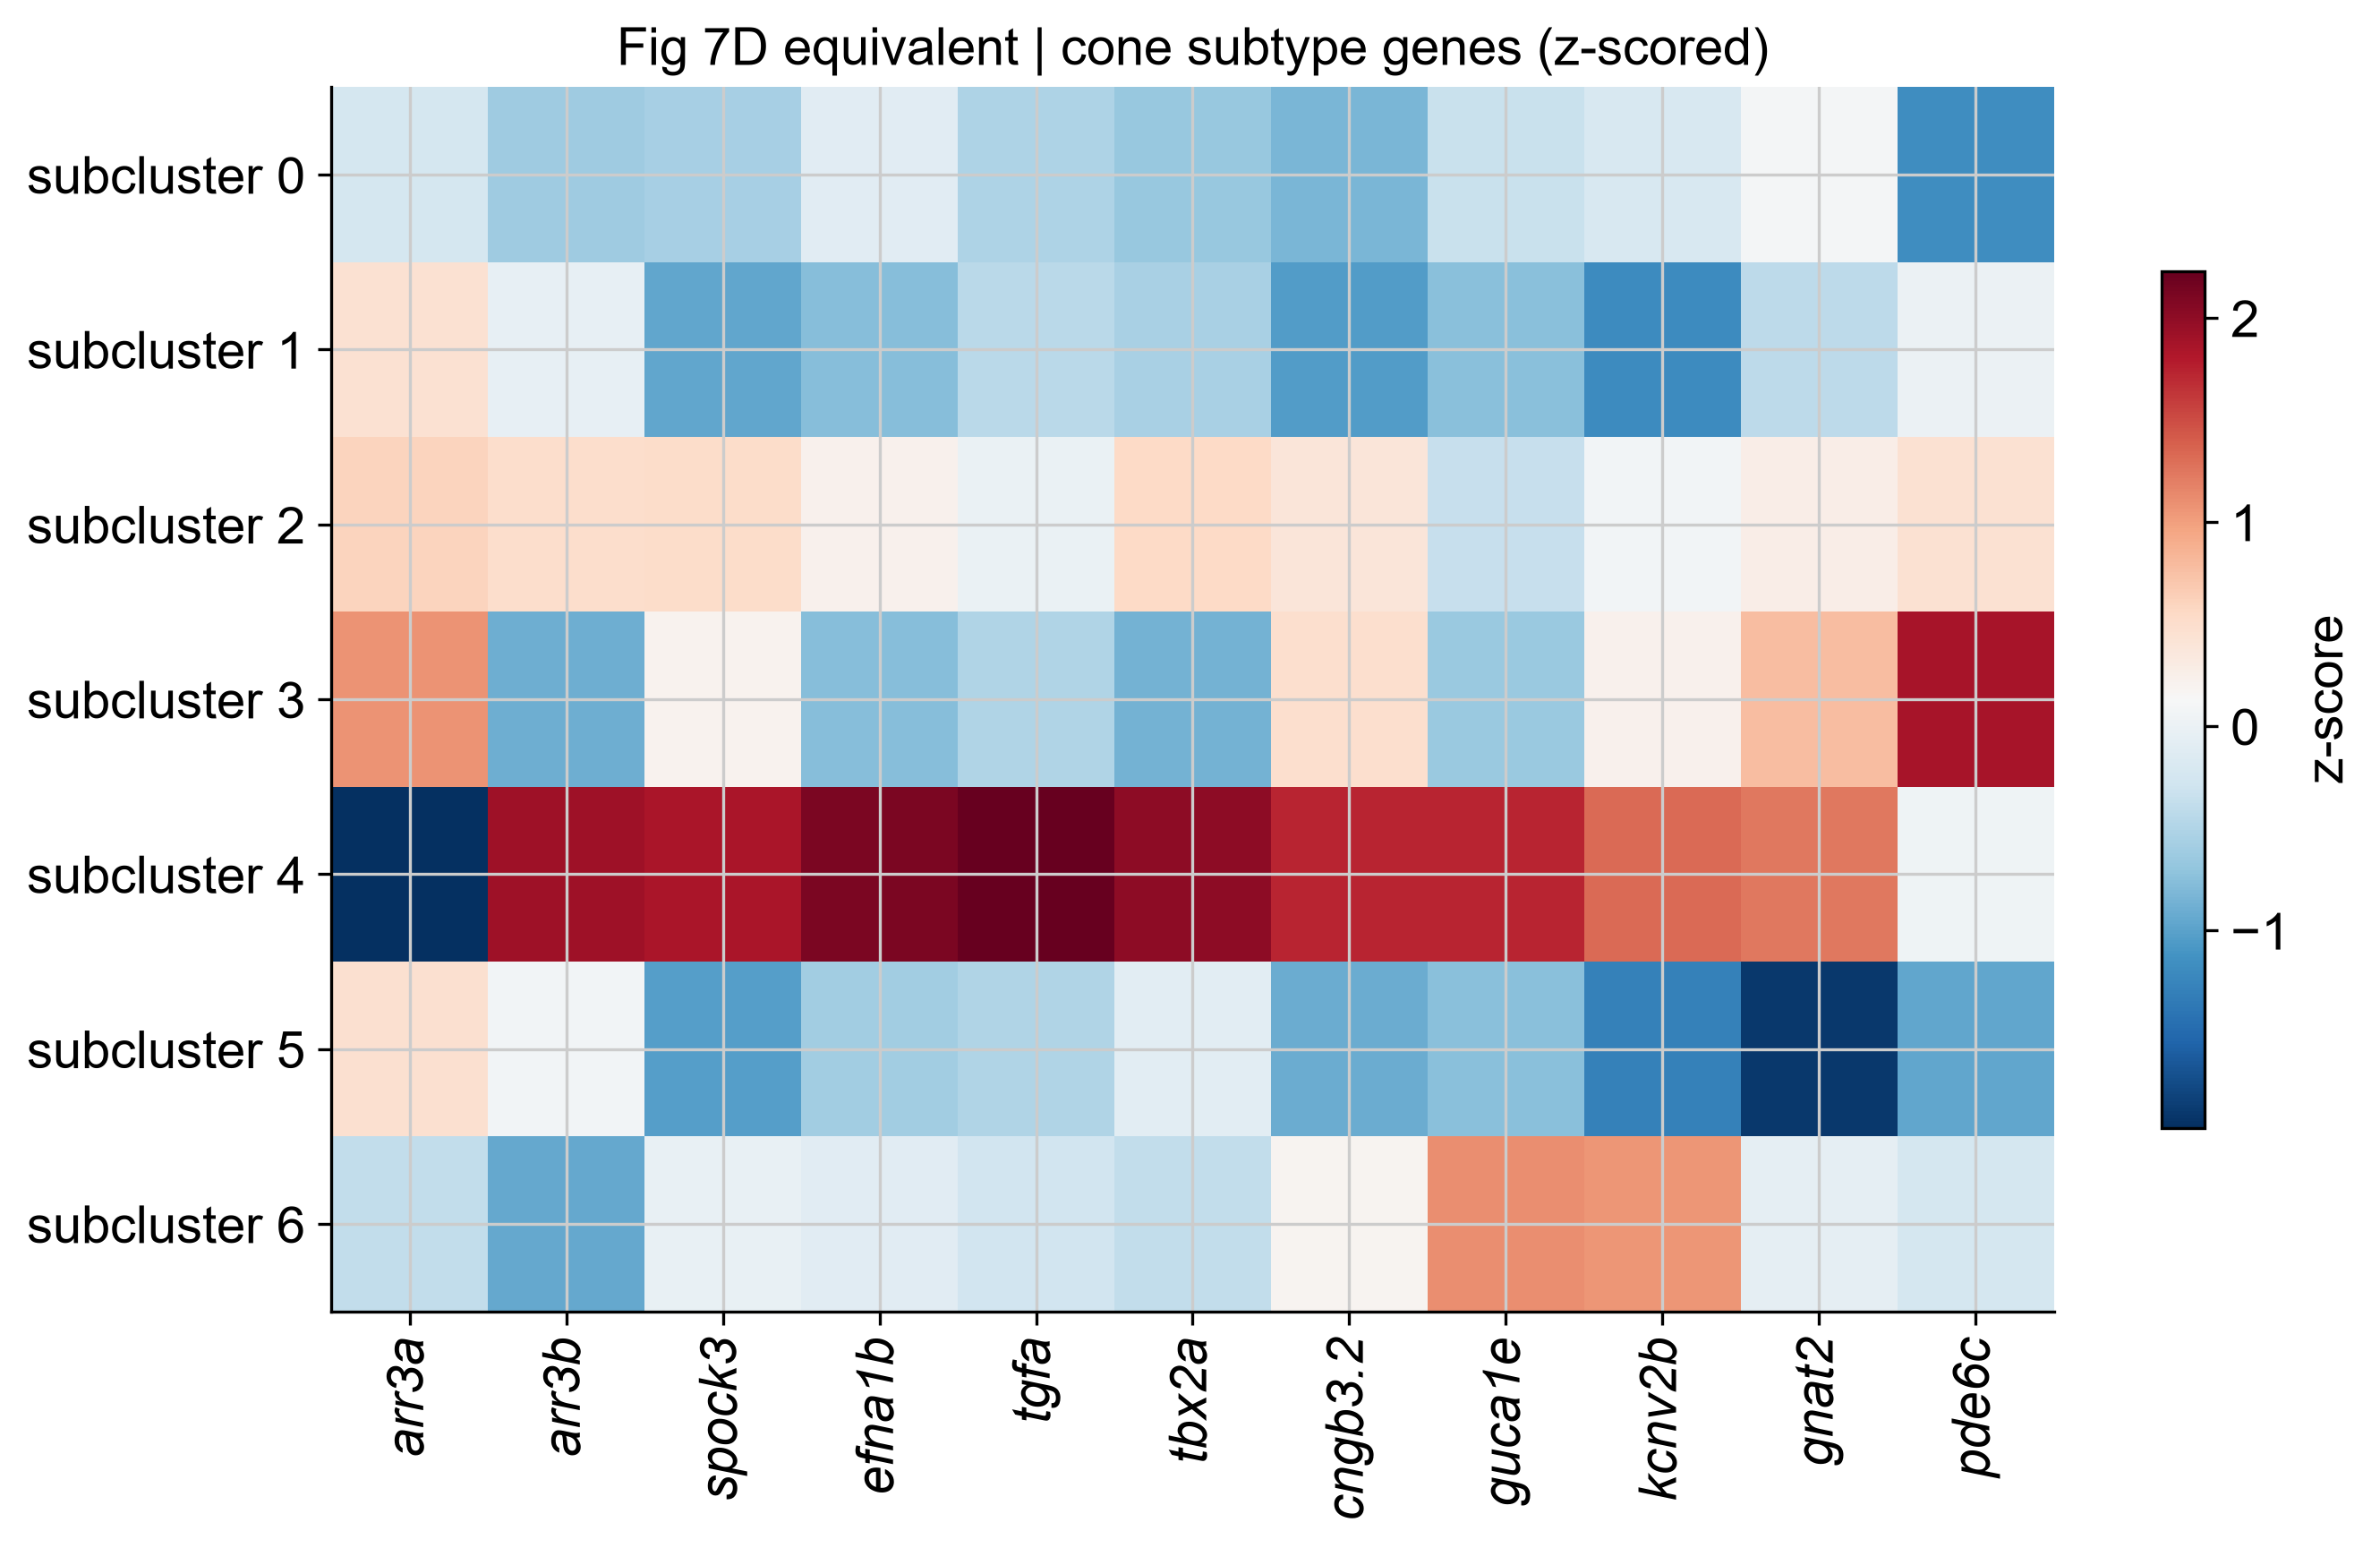 Fig 7D equivalent | cone subtype genes (z-scored)
subcluster 0
subcluster 1
subcluster 2
subcluster 3
subcluster 4
subcluster 5
subcluster 6
arr3a
arr3b
spock3
efna1b
tgfa
tbx2a
cngb3.2
guca1e
kcnv2b
gnat2
pde6c
2
1
0
−1
z-score